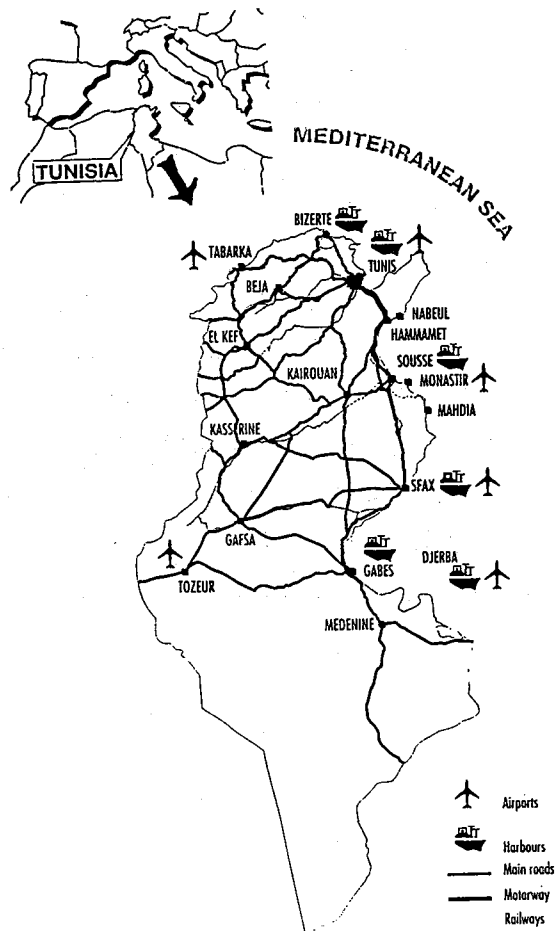 MEDITERRANEAN SEA
TUNISIA
BIZERTE
TABARKA
TUNIS
BEJA
NABEUL
HAMMAMET
EL KEF
SOUSSE
KAIROUAN
MONASTIR
MAHDIA
KASSERINE
SFAX
GAFSA
DJERBA
GABES
TOZEUR
MEDENINE
Airports
Harbours
Main roads
Motorway
Railways